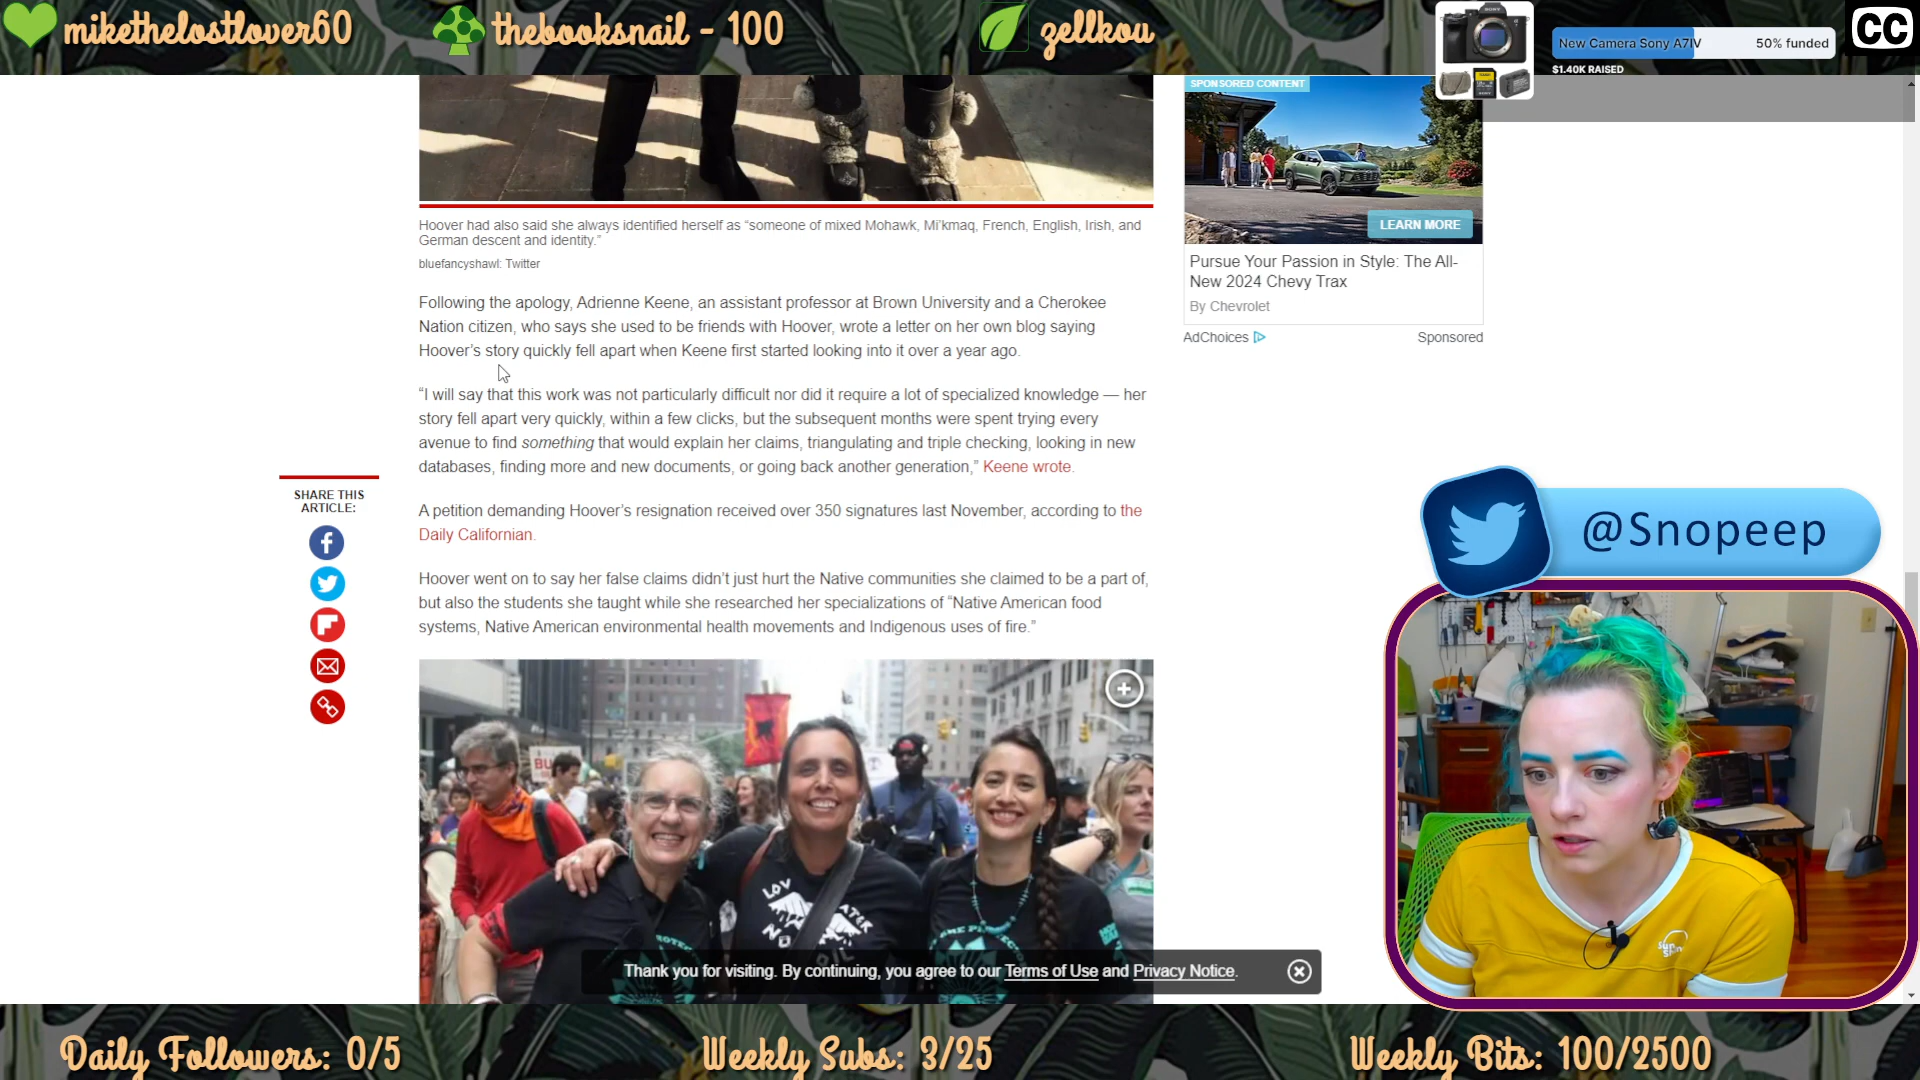 mikethelostlover60
thebooksnail - 100
zellkou
SONY
New Camera Sony A7IV 50% funded
$1.40K RAISED
CC
SPONSORED CONTENT
LEARN MORE
Pursue Your Passion in Style: The All-
New 2024 Chevy Trax
By Chevrolet
AdChoices
Sponsored
Hoover had also said she always identified herself as “someone of mixed Mohawk, Mi’kmaq, French, English, Irish, and
German descent and identity.”
bluefancyshawl: Twitter
Following the apology, Adrienne Keene, an assistant professor at Brown University and a Cherokee
Nation citizen, who says she used to be friends with Hoover, wrote a letter on her own blog saying
Hoover’s story quickly fell apart when Keene first started looking into it over a year ago.
“I will say that this work was not particularly difficult nor did it require a lot of specialized knowledge — her
story fell apart very quickly, within a few clicks, but the subsequent months were spent trying every
avenue to find something that would explain her claims, triangulating and triple checking, looking in new
databases, finding more and new documents, or going back another generation,” Keene wrote.
A petition demanding Hoover’s resignation received over 350 signatures last November, according to the
Daily Californian.
Hoover went on to say her false claims didn’t just hurt the Native communities she claimed to be a part of,
but also the students she taught while she researched her specializations of “Native American food
systems, Native American environmental health movements and Indigenous uses of fire.”
SHARE THIS
ARTICLE:
@Snopeep
Thank you for visiting. By continuing, you agree to our Terms of Use and Privacy Notice.
Daily Followers: 0/5
Weekly Subs: 3/25
Weekly Bits: 100/2500